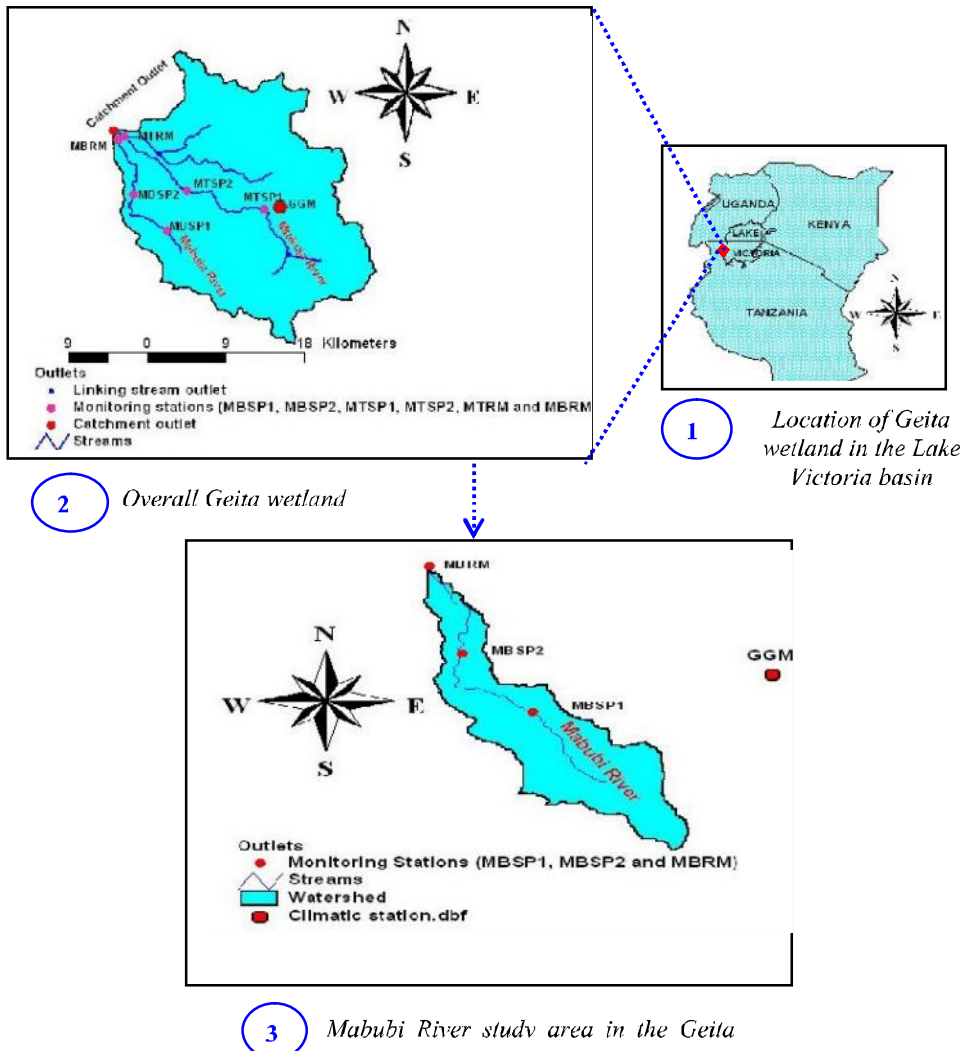 N
W
E
S
Catchment Outlet
MTRM
MBRM
MTSP2
MBSP2
MTSP1
GGM
MBSP1
Mabubi River
River
9 0 9 18 Kilometers
Outlets
Linking stream outlet
Monitoring stations (MBSP1, MBSP2, MTSP1, MTSP2, MTRM and MBRM
Catchment outlet
Streams
2
Overall Geita wetland
UGANDA
KENYA
LAKE
VICTORIA
TANZANIA
N
W
E
S
1
Location of Geita
wetland in the Lake
Victoria basin
MBRM
MBSP2
MBSP1
Mabubi River
GGM
N
W
E
S
Outlets
Monitoring Stations (MBSP1, MBSP2 and MBRM)
Streams
Watershed
Climatic station.dbf
3
Mabubi River study area in the Geita